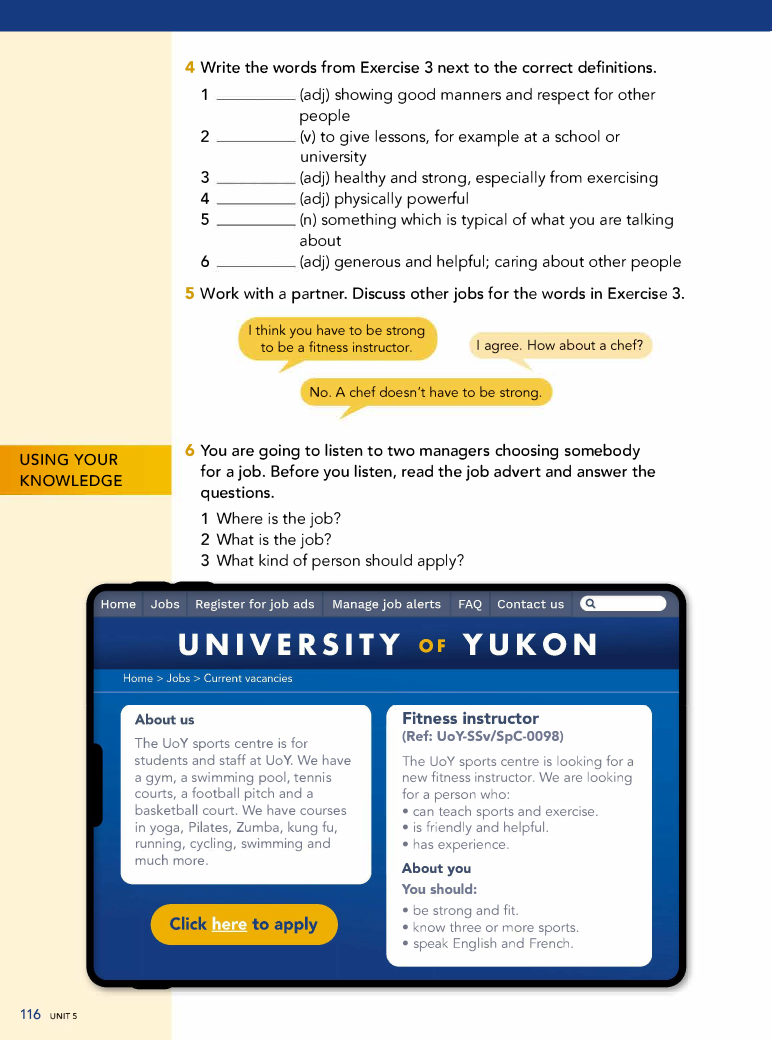 4 Write the words from Exercise 3 next to the correct definitions.
1 __________ (adj) showing good manners and respect for other
people
2 __________ (v) to give lessons, for example at a school or
university
3 __________ (adj) healthy and strong, especially from exercising
4 __________ (adj) physically powerful
5 __________ (n) something which is typical of what you are talking
about
6 __________ (adj) generous and helpful; caring about other people
5 Work with a partner. Discuss other jobs for the words in Exercise 3.
I think you have to be strong
to be a fitness instructor.
I agree. How about a chef?
No. A chef doesn't have to be strong.
USING YOUR
KNOWLEDGE
6 You are going to listen to two managers choosing somebody
for a job. Before you listen, read the job advert and answer the
questions.
1 Where is the job?
2 What is the job?
3 What kind of person should apply?
Home Jobs Register for job ads Manage job alerts FAQ Contact us
UNIVERSITY OF YUKON
Home > Jobs > Current vacancies
About us
The UoY sports centre is for
students and staff at UoY. We have
a gym, a swimming pool, tennis
courts, a football pitch and a
basketball court. We have courses
in yoga, Pilates, Zumba, kung fu,
running, cycling, swimming and
much more.
Click here to apply
Fitness instructor
(Ref: UoY-SSv/SpC-0098)
The UoY sports centre is looking for a
new fitness instructor. We are looking
for a person who:
• can teach sports and exercise.
• is friendly and helpful.
• has experience.
About you
You should:
• be strong and fit.
• know three or more sports.
• speak English and French.
116 UNIT 5